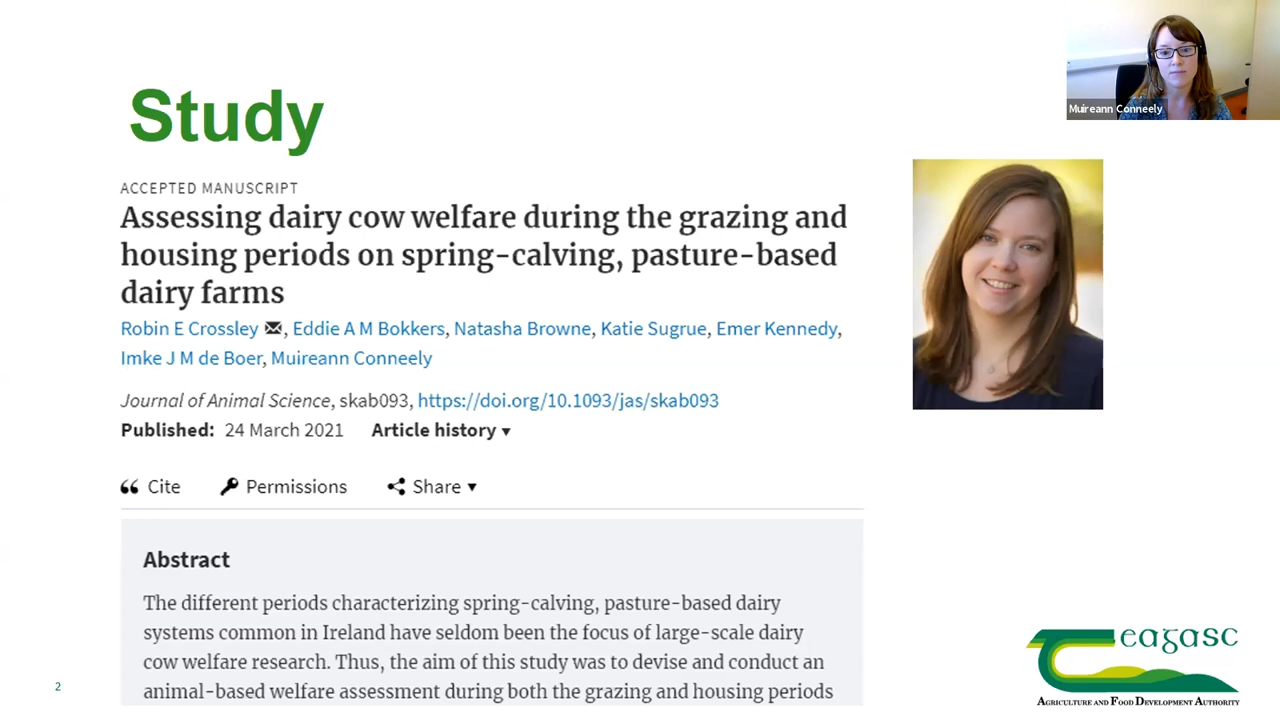 Muireann Conneely
Study
ACCEPTED MANUSCRIPT
Assessing dairy cow welfare during the grazing and
housing periods on spring-calving, pasture-based
dairy farms
Robin E Crossley ✉, Eddie A M Bokkers, Natasha Browne, Katie Sugrue, Emer Kennedy,
Imke J M de Boer, Muireann Conneely
Journal of Animal Science, skab093, https://doi.org/10.1093/jas/skab093
Published: 24 March 2021 Article history ▾
Cite Permissions Share ▾
Abstract
The different periods characterizing spring-calving, pasture-based dairy
systems common in Ireland have seldom been the focus of large-scale dairy
cow welfare research. Thus, the aim of this study was to devise and conduct an
animal-based welfare assessment during both the grazing and housing periods
2
Teagasc
AGRICULTURE AND FOOD DEVELOPMENT AUTHORITY